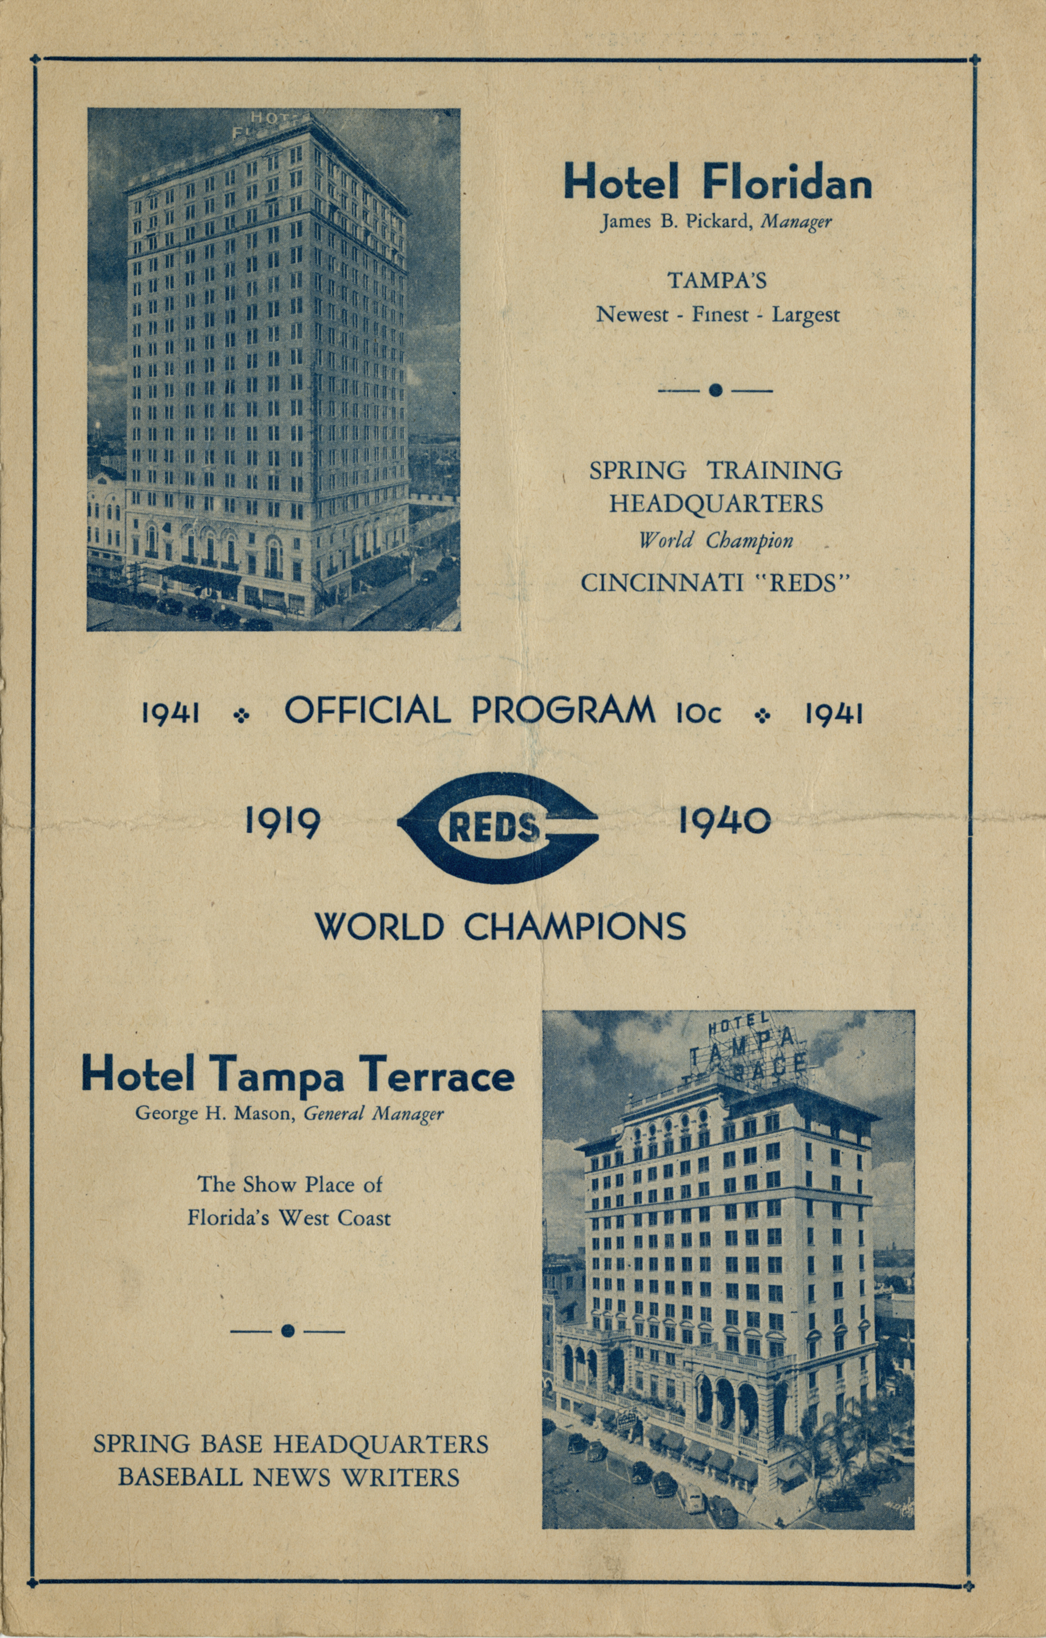 HOTEL
Hotel Floridan
James B. Pickard, Manager
TAMPA'S
Newest - Finest - Largest
SPRING TRAINING
HEADQUARTERS
World Champion
CINCINNATI "REDS"
1941 OFFICIAL PROGRAM 10c 1941
1919 REDS 1940
WORLD CHAMPIONS
HOTEL
TAMPA
TERRACE
Hotel Tampa Terrace
George H. Mason, General Manager
The Show Place of
Florida's West Coast
SPRING BASE HEADQUARTERS
BASEBALL NEWS WRITERS